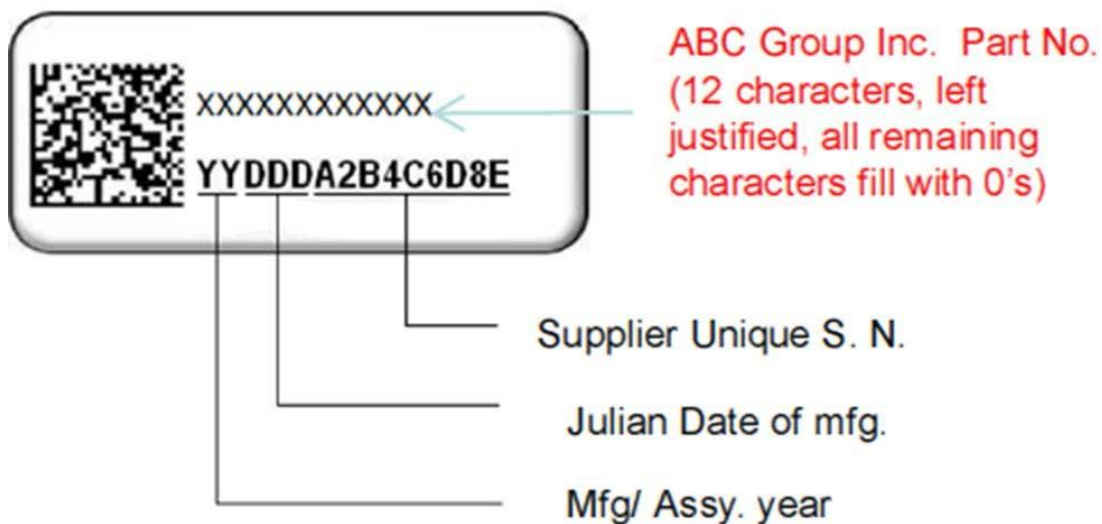 XXXXXXXXXXXX
YYDDDA2B4C6D8E
ABC Group Inc. Part No.
(12 characters, left
justified, all remaining
characters fill with 0's)
Supplier Unique S. N.
Julian Date of mfg.
Mfg/ Assy. year